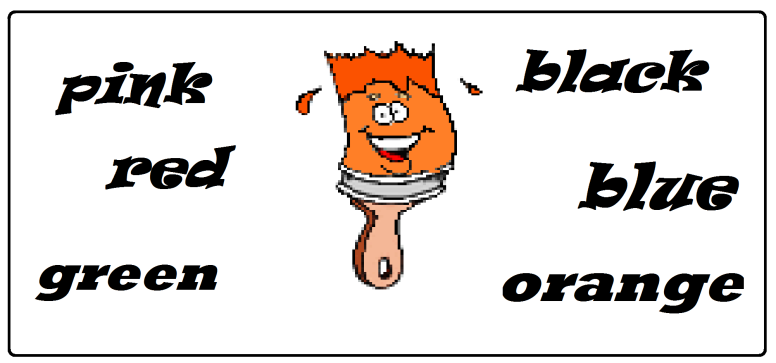 pink
red
green
black
blue
orange